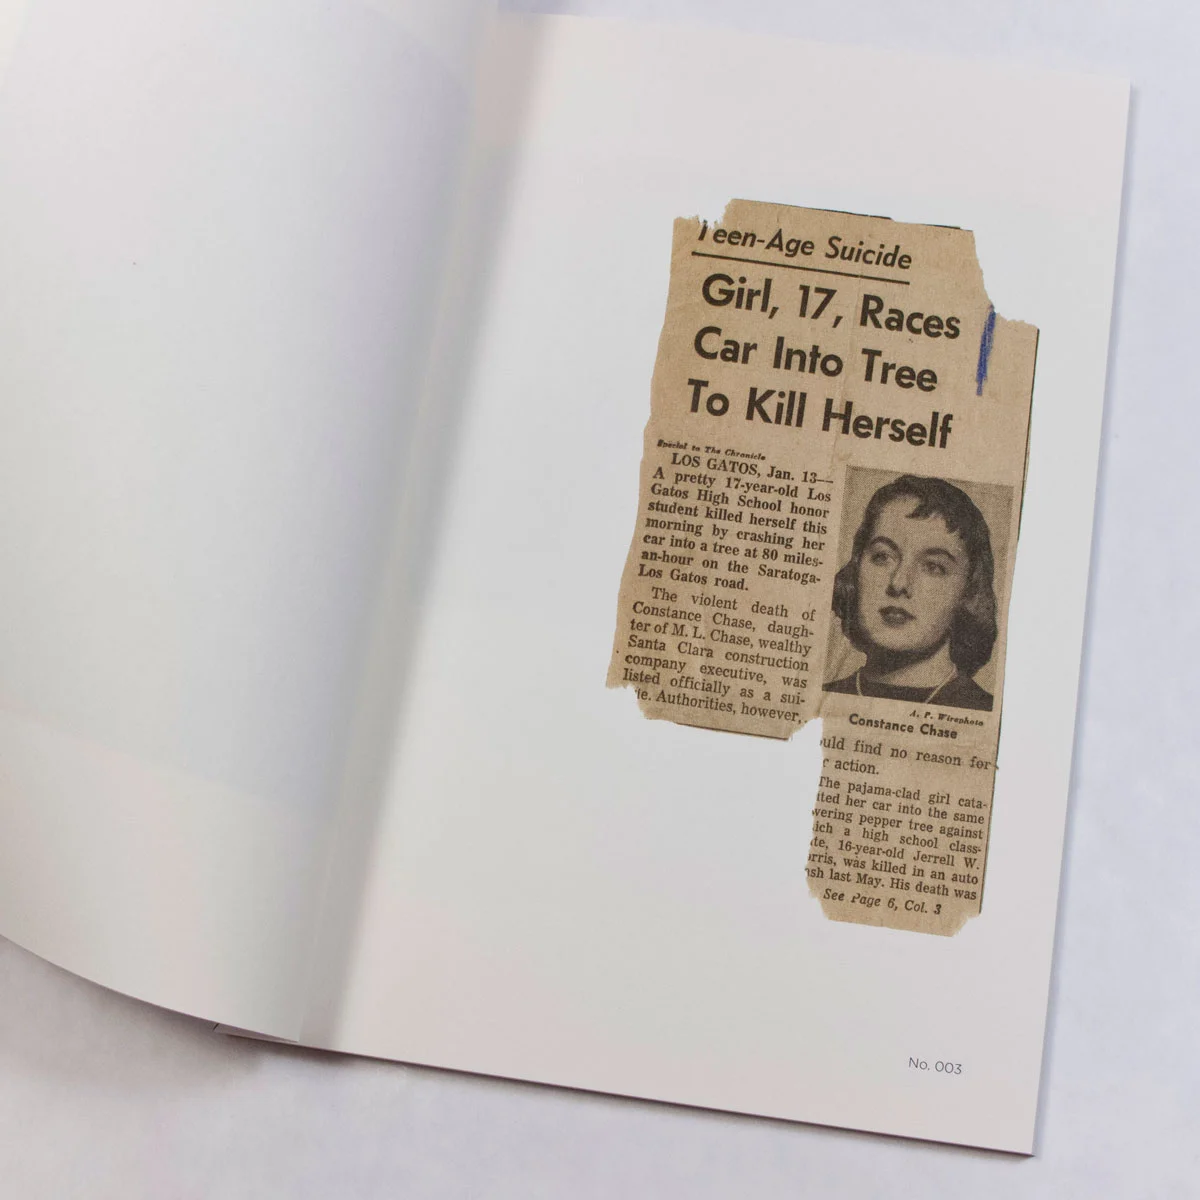 Teen-Age Suicide
Girl, 17, Races
Car Into Tree
To Kill Herself
Special to The Chronicle
LOS GATOS, Jan. 13—
A pretty 17-year-old Los
Gatos High School honor
student killed herself this
morning by crashing her
car into a tree at 80 miles-
an-hour on the Saratoga-
Los Gatos road.
The violent death of
Constance Chase, daugh-
ter of M. L. Chase, wealthy
Santa Clara construction
company executive, was
listed officially as a sui-
de. Authorities, however,
A. P. Wirephoto
Constance Chase
uld find no reason for
r action.
The pajama-clad girl cata-
lted her car into the same
wering pepper tree against
ich a high school class-
te, 16-year-old Jerrell W.
rris, was killed in an auto
sh last May. His death was
See Page 6, Col. 3
No. 003